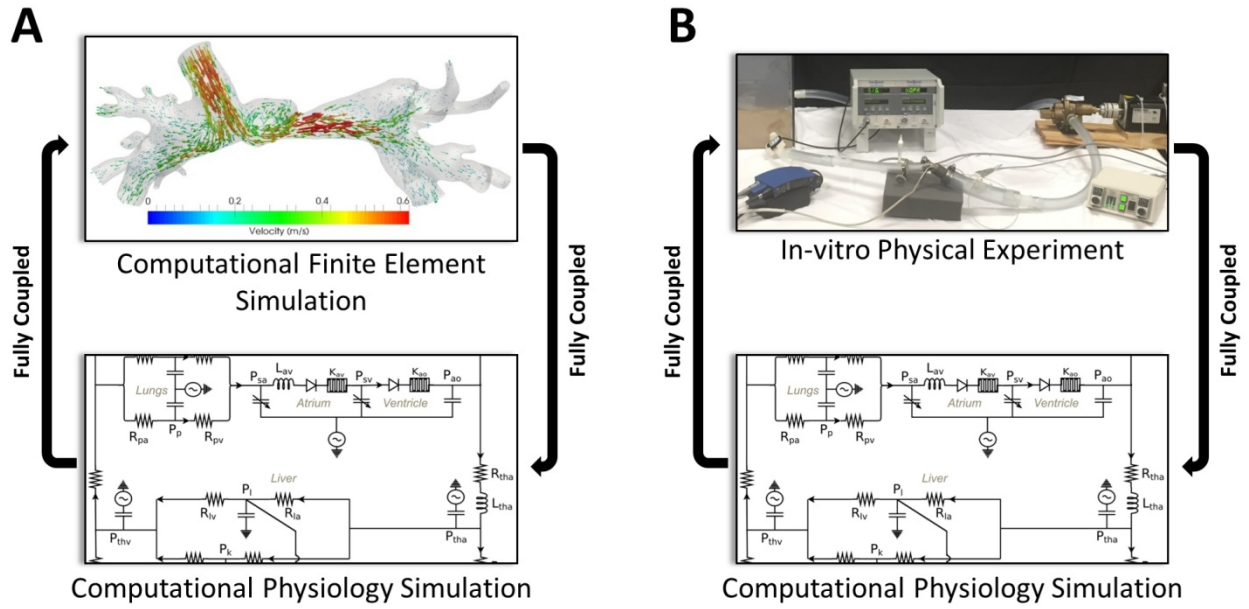 A
0
0.2
0.4
0.6
Velocity (m/s)
Computational Finite Element
Simulation
Fully Coupled
Fully Coupled
Lungs
Rpa
Pp
Rpv
Psa
Lav
Kav
Psv
Kao
Pao
Atrium
Ventricle
Rtha
Ltha
Liver
Pl
Rlv
Rla
Pthv
Ptha
Pk
Computational Physiology Simulation
B
In-vitro Physical Experiment
Fully Coupled
Fully Coupled
Lungs
Rpa
Pp
Rpv
Psa
Lav
Kav
Psv
Kao
Pao
Atrium
Ventricle
Rtha
Ltha
Liver
Pl
Rlv
Rla
Pthv
Ptha
Pk
Computational Physiology Simulation